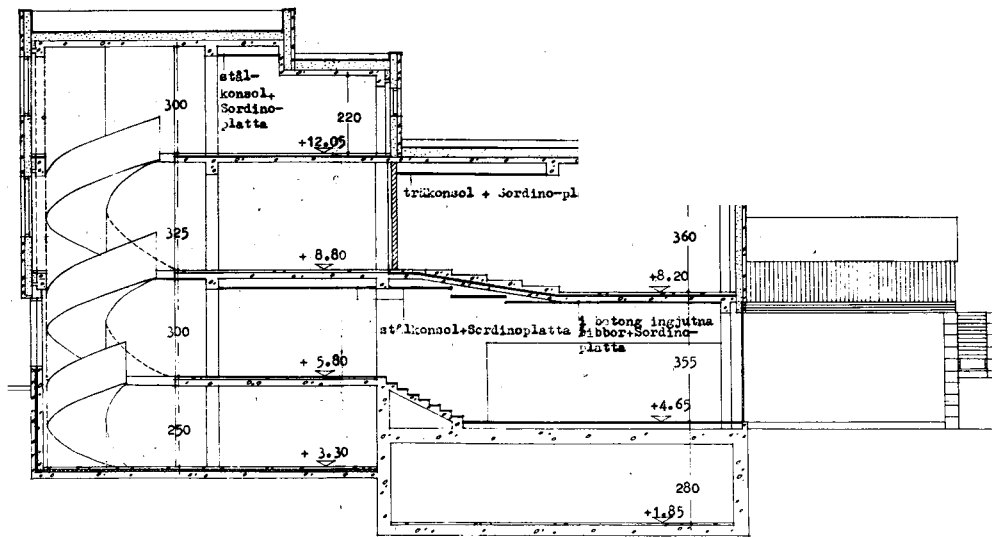 stål-
konsol+
Sordino-
platta
300
220
+12.05
träkonsol + Sordino-pl
325
360
+ 8.80
+8.20
stålkonsol+Sordinoplatta
i betong ingjutna
ribbor+Sordino-
platta
300
+ 5.80
355
+4.65
250
+ 3.30
280
+1.85